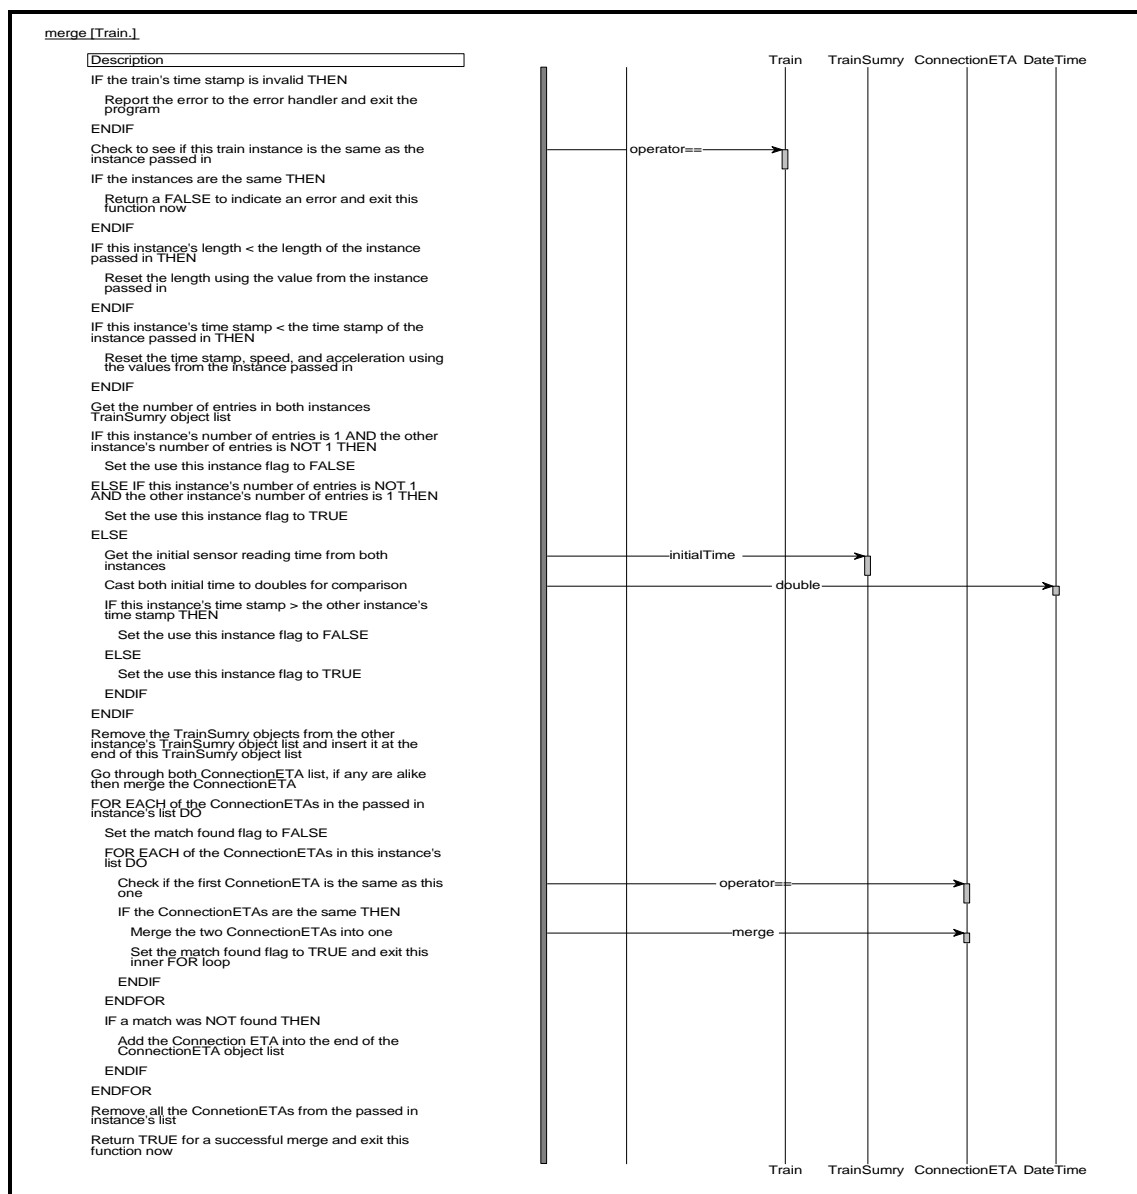 merge [Train.]
Description
Train TrainSumry ConnectionETA DateTime
IF the train's time stamp is invalid THEN
Report the error to the error handler and exit the
program
ENDIF
Check to see if this train instance is the same as the
instance passed in
operator==
IF the instances are the same THEN
Return a FALSE to indicate an error and exit this
function now
ENDIF
IF this instance's length < the length of the instance
passed in THEN
Reset the length using the value from the instance
passed in
ENDIF
IF this instance's time stamp < the time stamp of the
instance passed in THEN
Reset the time stamp, speed, and acceleration using
the values from the instance passed in
ENDIF
Get the number of entries in both instances
TrainSumry object list
IF this instance's number of entries is 1 AND the other
instance's number of entries is NOT 1 THEN
Set the use this instance flag to FALSE
ELSE IF this instance's number of entries is NOT 1
AND the other instance's number of entries is 1 THEN
Set the use this instance flag to TRUE
ELSE
Get the initial sensor reading time from both
instances
initialTime
Cast both initial time to doubles for comparison
double
IF this instance's time stamp > the other instance's
time stamp THEN
Set the use this instance flag to FALSE
ELSE
Set the use this instance flag to TRUE
ENDIF
ENDIF
Remove the TrainSumry objects from the other
instance's TrainSumry object list and insert it at the
end of this TrainSumry object list
Go through both ConnectionETA list, if any are alike
then merge the ConnectionETA
FOR EACH of the ConnectionETAs in the passed in
instance's list DO
Set the match found flag to FALSE
FOR EACH of the ConnectionETAs in this instance's
list DO
Check if the first ConnetionETA is the same as this
one
operator==
IF the ConnectionETAs are the same THEN
Merge the two ConnectionETAs into one
merge
Set the match found flag to TRUE and exit this
inner FOR loop
ENDIF
ENDFOR
IF a match was NOT found THEN
Add the Connection ETA into the end of the
ConnectionETA object list
ENDIF
ENDFOR
Remove all the ConnetionETAs from the passed in
instance's list
Return TRUE for a successful merge and exit this
function now
Train TrainSumry ConnectionETA DateTime